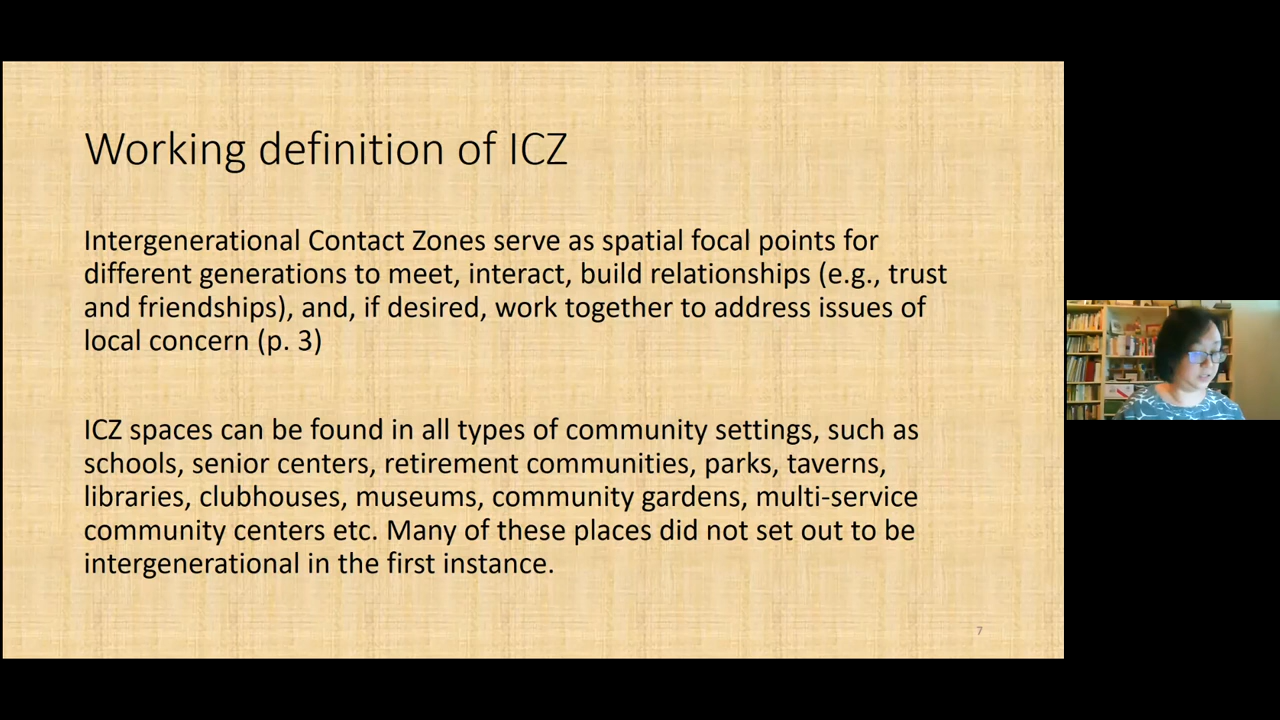 Working definition of ICZ
Intergenerational Contact Zones serve as spatial focal points for
different generations to meet, interact, build relationships (e.g., trust
and friendships), and, if desired, work together to address issues of
local concern (p. 3)
ICZ spaces can be found in all types of community settings, such as
schools, senior centers, retirement communities, parks, taverns,
libraries, clubhouses, museums, community gardens, multi-service
community centers etc. Many of these places did not set out to be
intergenerational in the first instance.
7